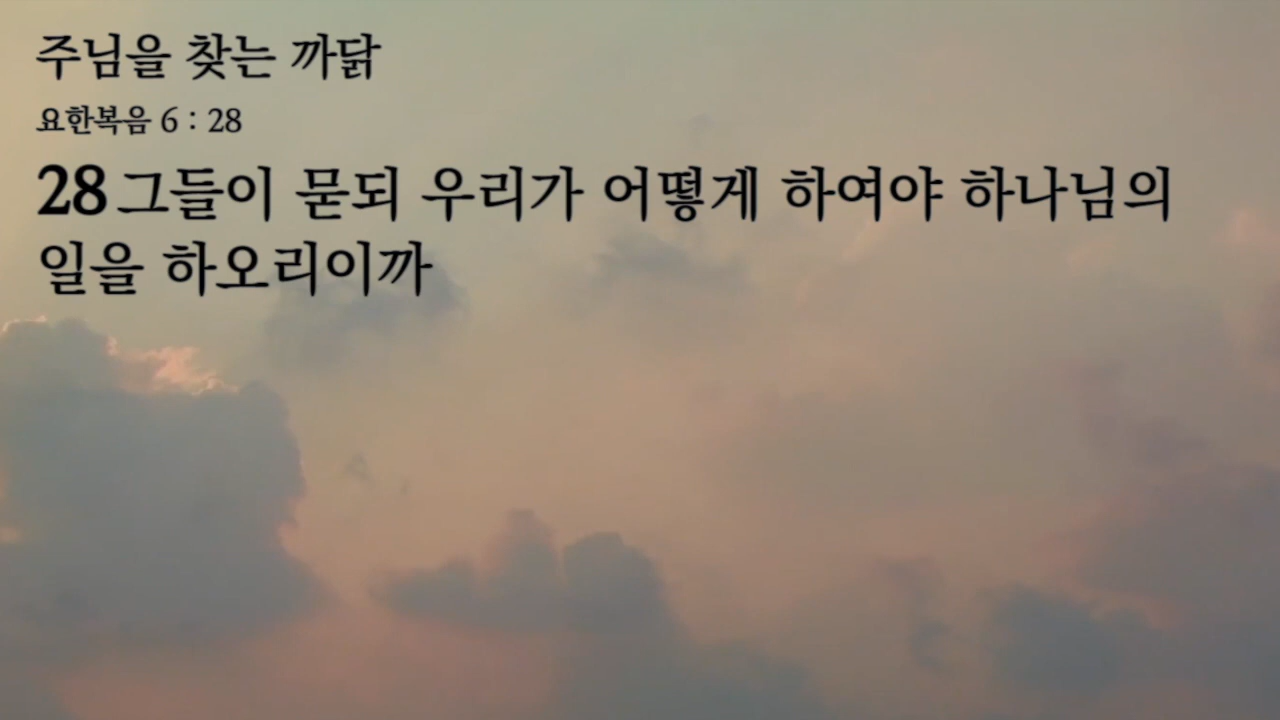 주님을 찾는 까닭
요한복음 6 : 28
28 그들이 묻되 우리가 어떻게 하여야 하나님의
일을 하오리이까